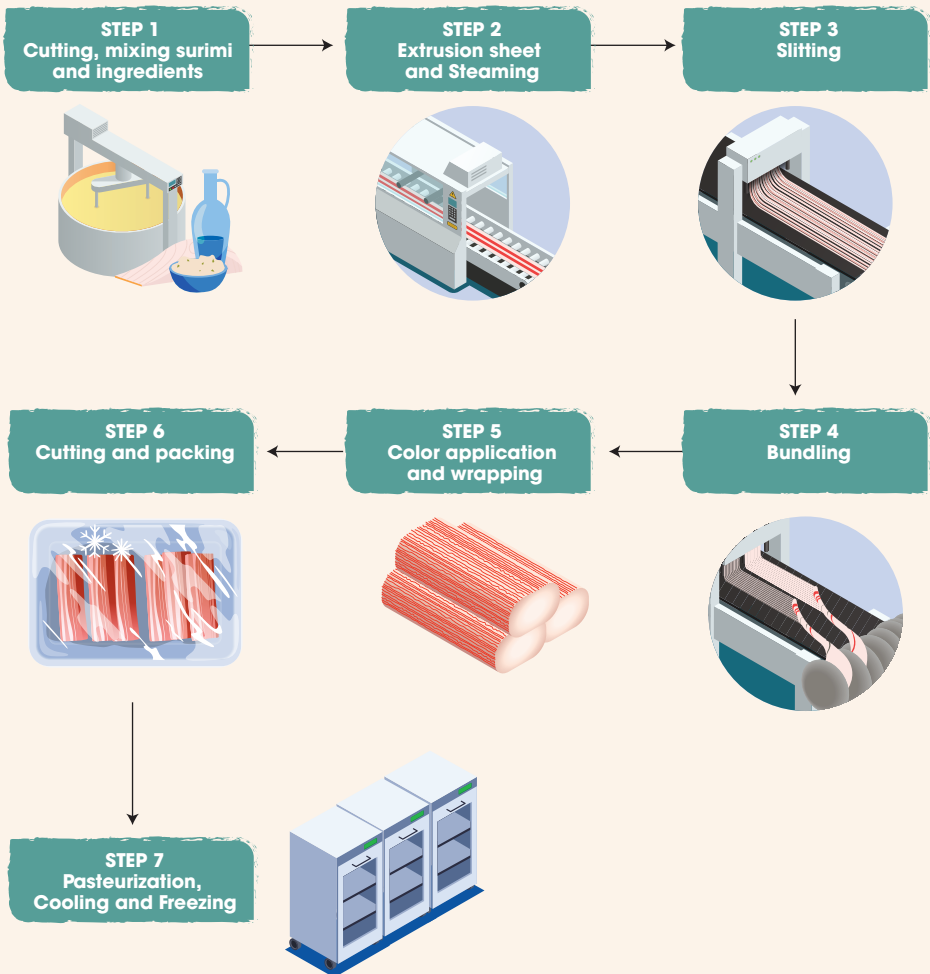 STEP 1
Cutting, mixing surimi
and ingredients
STEP 2
Extrusion sheet
and Steaming
STEP 3
Slitting
STEP 4
Bundling
STEP 5
Color application
and wrapping
STEP 6
Cutting and packing
STEP 7
Pasteurization,
Cooling and Freezing